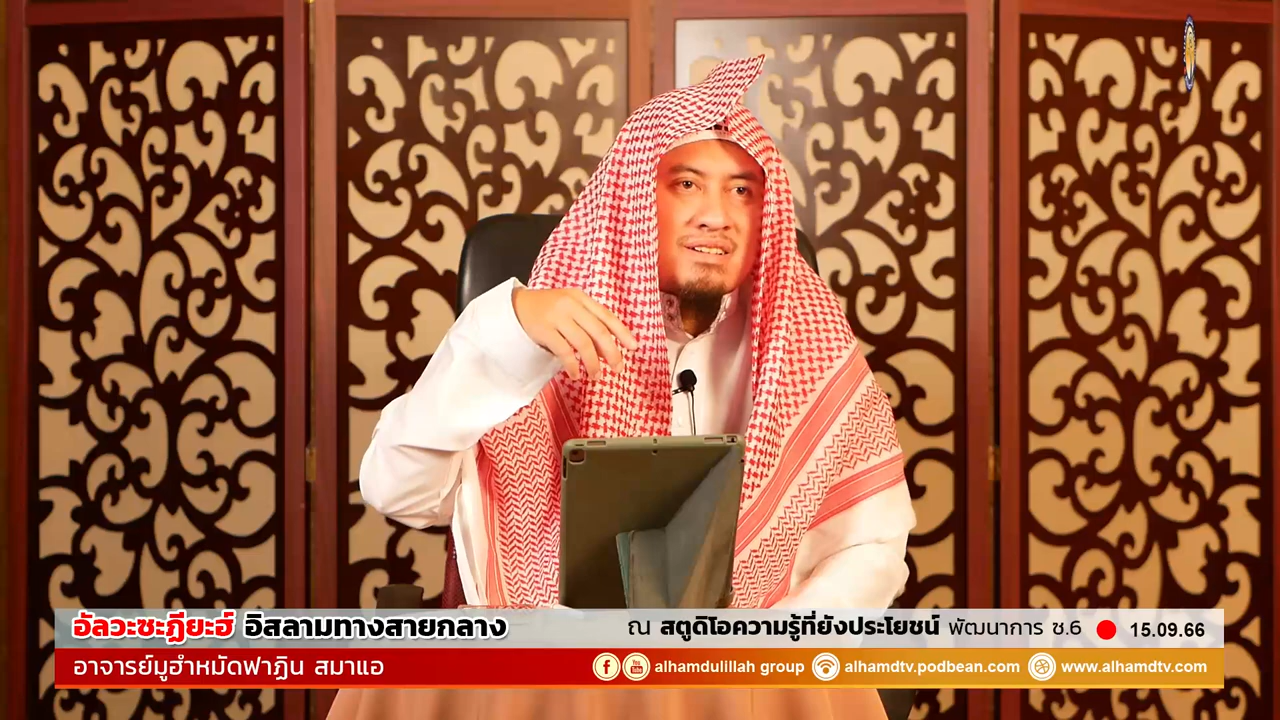 อัลวะซะฏียะฮ์ อิสลามทางสายกลาง
ณ สตูดิโอความรู้ที่ยังประโยชน์ พัฒนาการ ซ.6 15.09.66
อาจารย์มูฮำหมัดฟาฏิน สมาแอ
alhamdulillah group alhamdtv.podbean.com www.alhamdtv.com